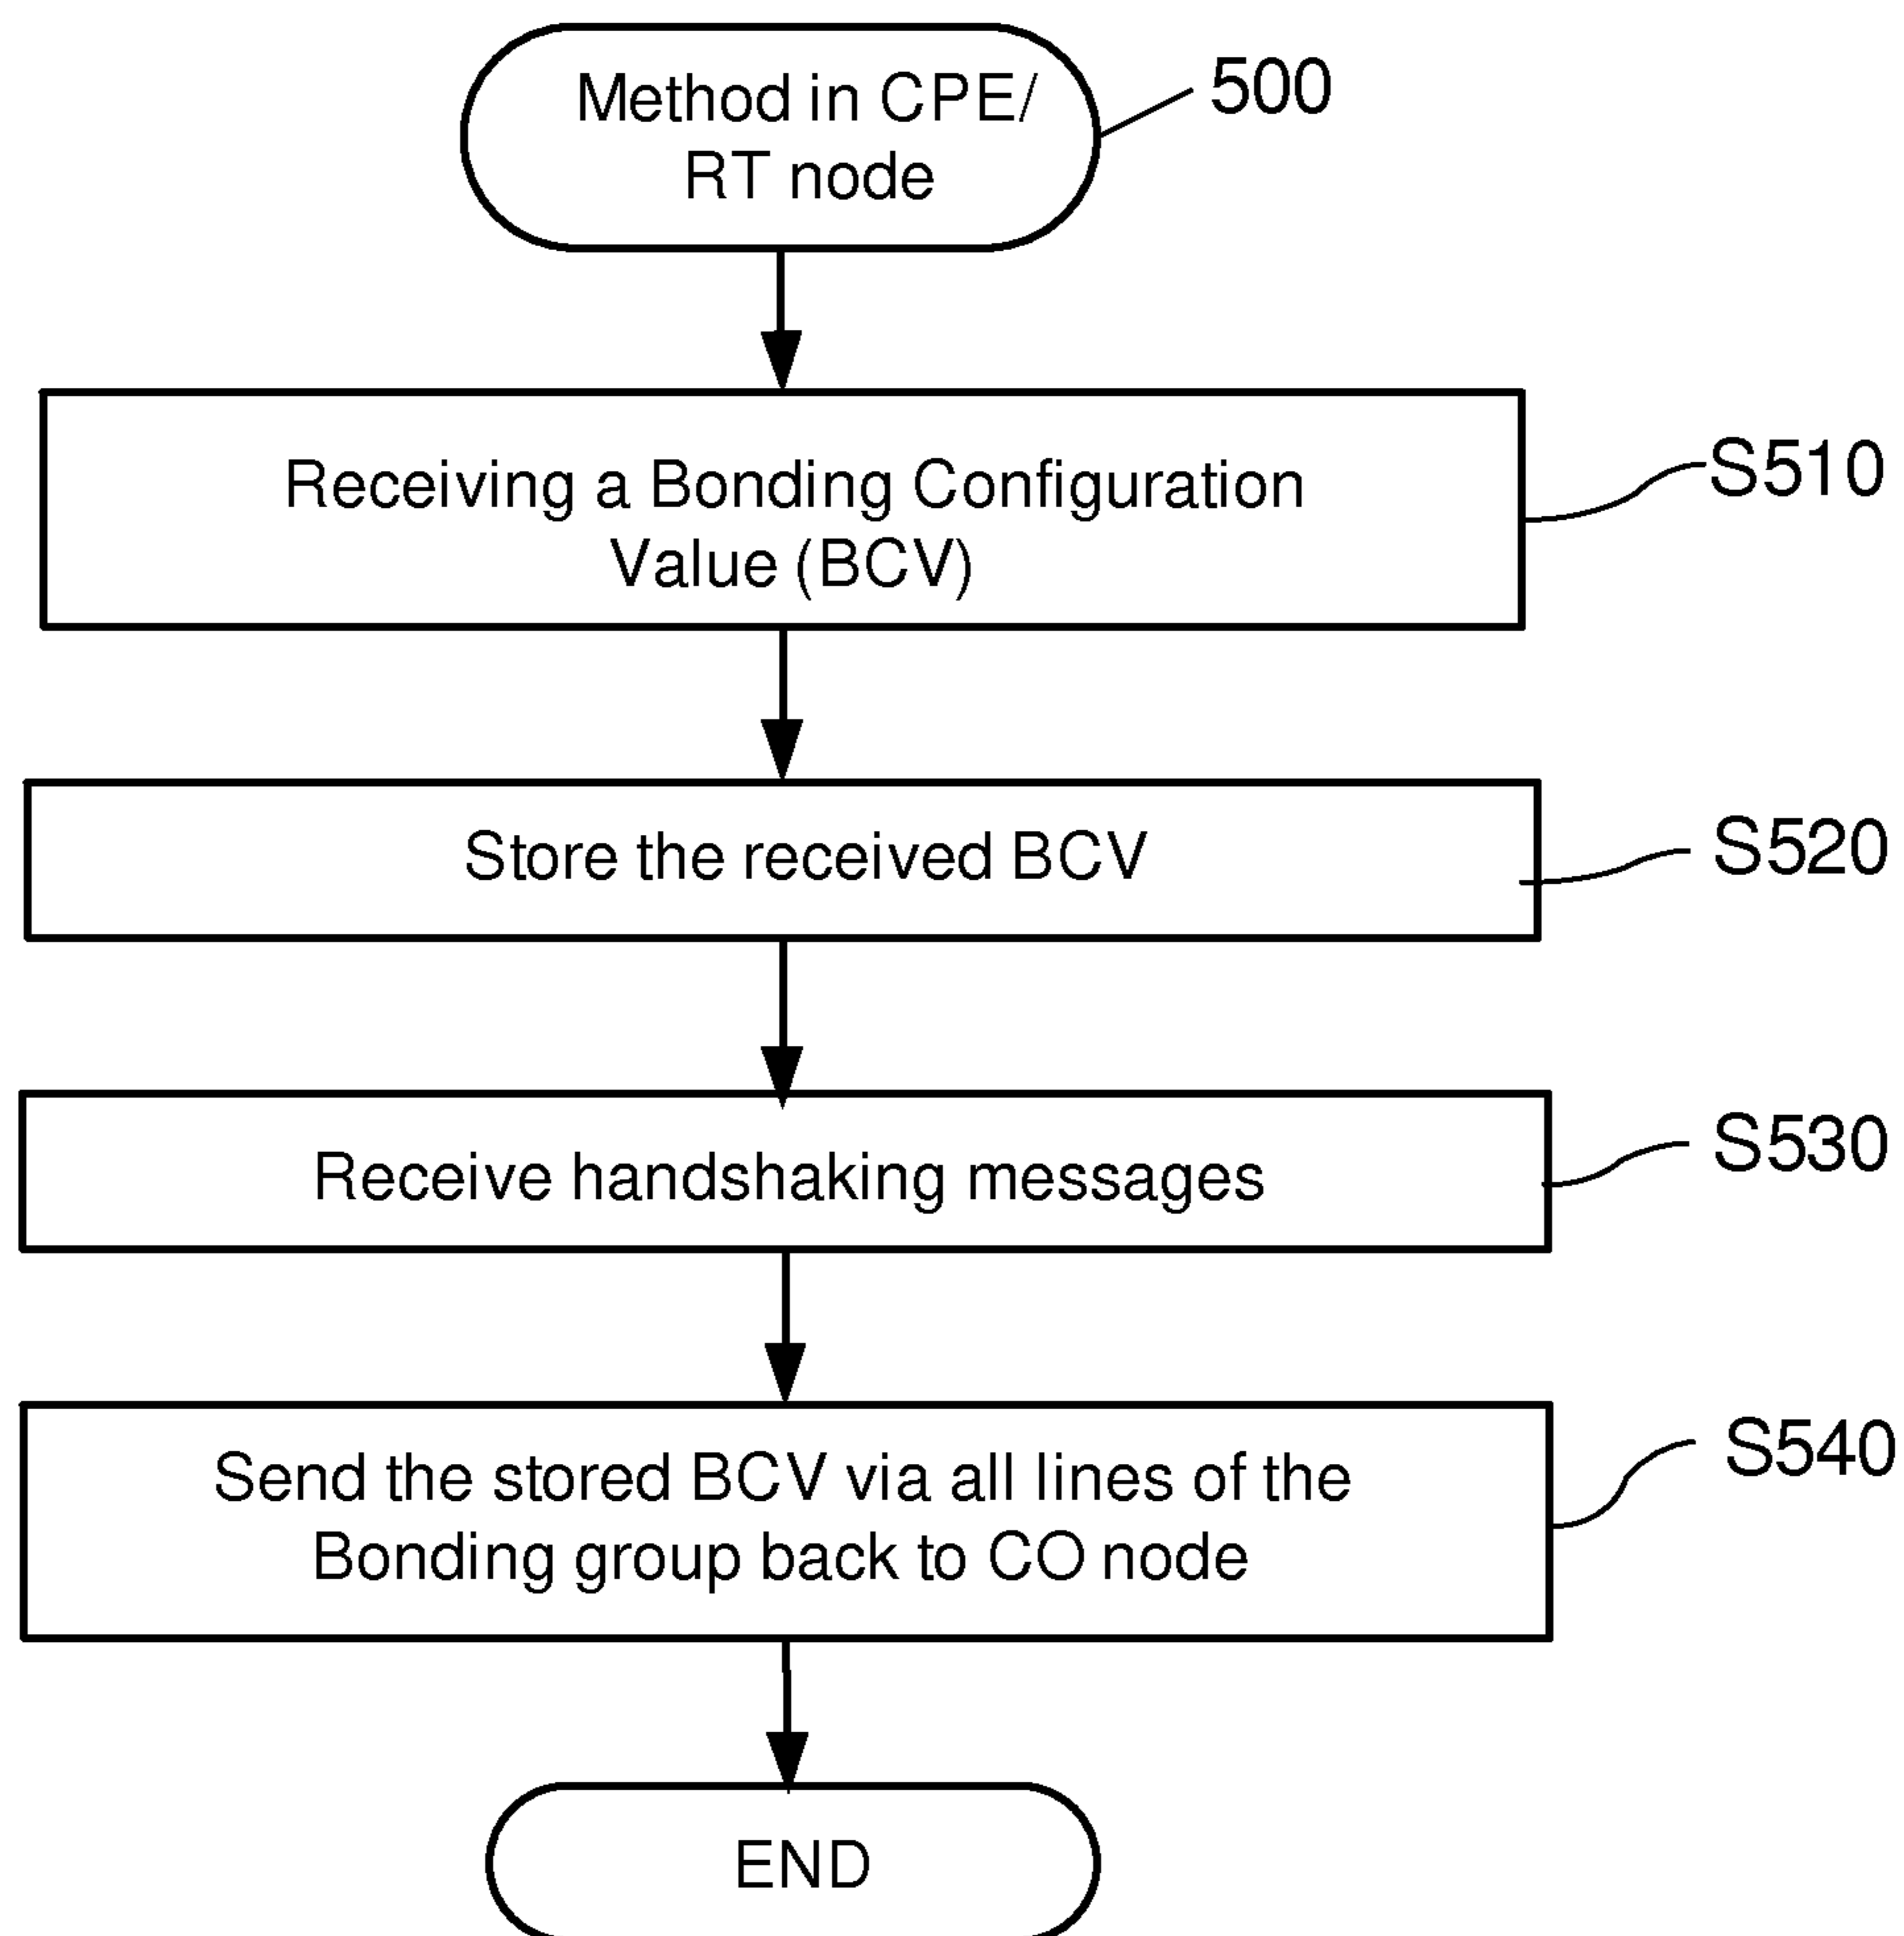 Method in CPE/
RT node
500
Receiving a Bonding Configuration
Value (BCV)
S510
Store the received BCV
S520
Receive handshaking messages
S530
Send the stored BCV via all lines of the
Bonding group back to CO node
S540
END